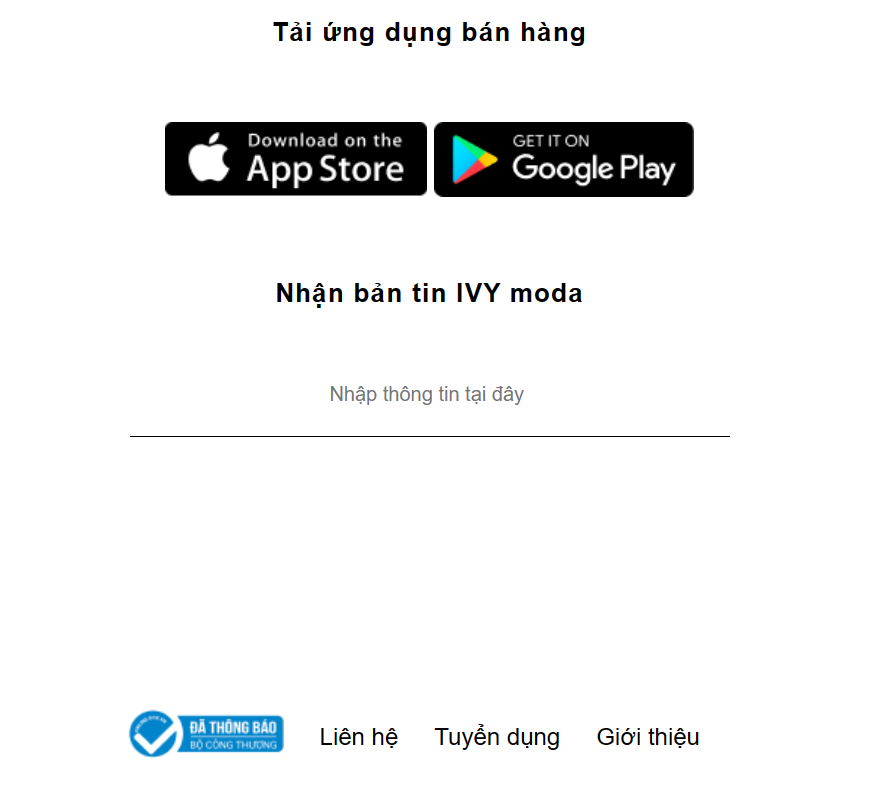 Tải ứng dụng bán hàng
Download on the
App Store
GET IT ON
Google Play
Nhận bản tin IVY moda
Nhập thông tin tại đây
ĐÃ THÔNG BÁO
BỘ CÔNG THƯƠNG
Liên hệ Tuyển dụng Giới thiệu